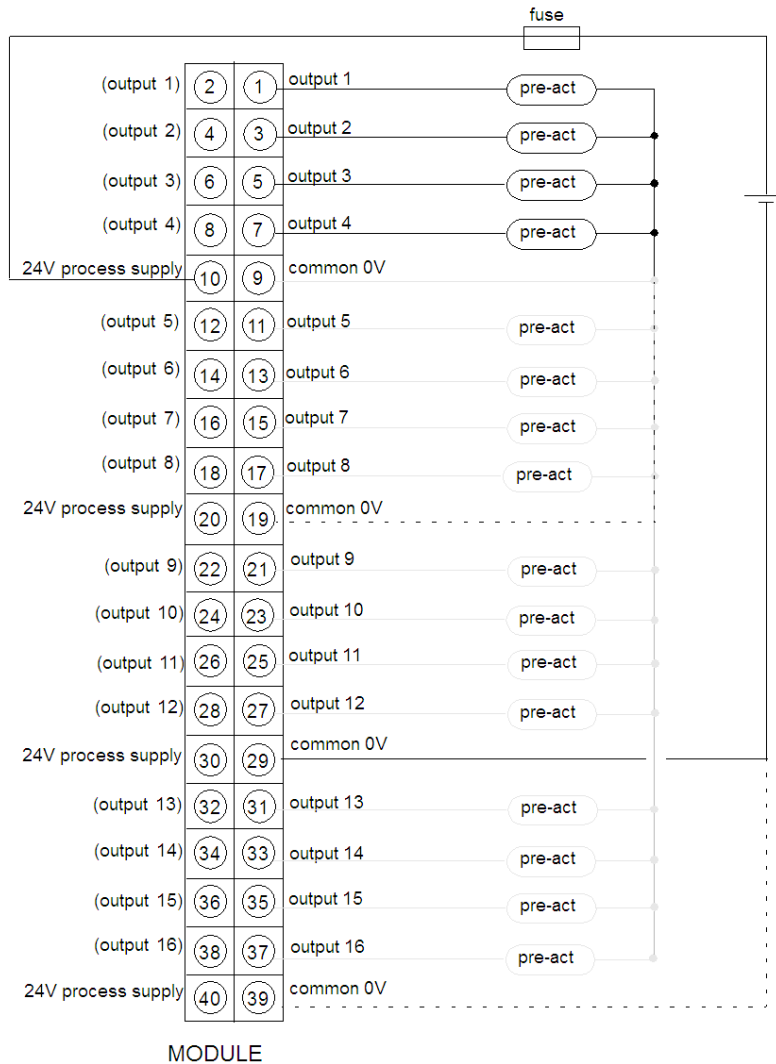 fuse
(output 1) 2 1 output 1 pre-act
(output 2) 4 3 output 2 pre-act
(output 3) 6 5 output 3 pre-act
(output 4) 8 7 output 4 pre-act
24V process supply 10 9 common 0V
(output 5) 12 11 output 5 pre-act
(output 6) 14 13 output 6 pre-act
(output 7) 16 15 output 7 pre-act
(output 8) 18 17 output 8 pre-act
24V process supply 20 19 common 0V
(output 9) 22 21 output 9 pre-act
(output 10) 24 23 output 10 pre-act
(output 11) 26 25 output 11 pre-act
(output 12) 28 27 output 12 pre-act
24V process supply 30 29 common 0V
(output 13) 32 31 output 13 pre-act
(output 14) 34 33 output 14 pre-act
(output 15) 36 35 output 15 pre-act
(output 16) 38 37 output 16 pre-act
24V process supply 40 39 common 0V
MODULE